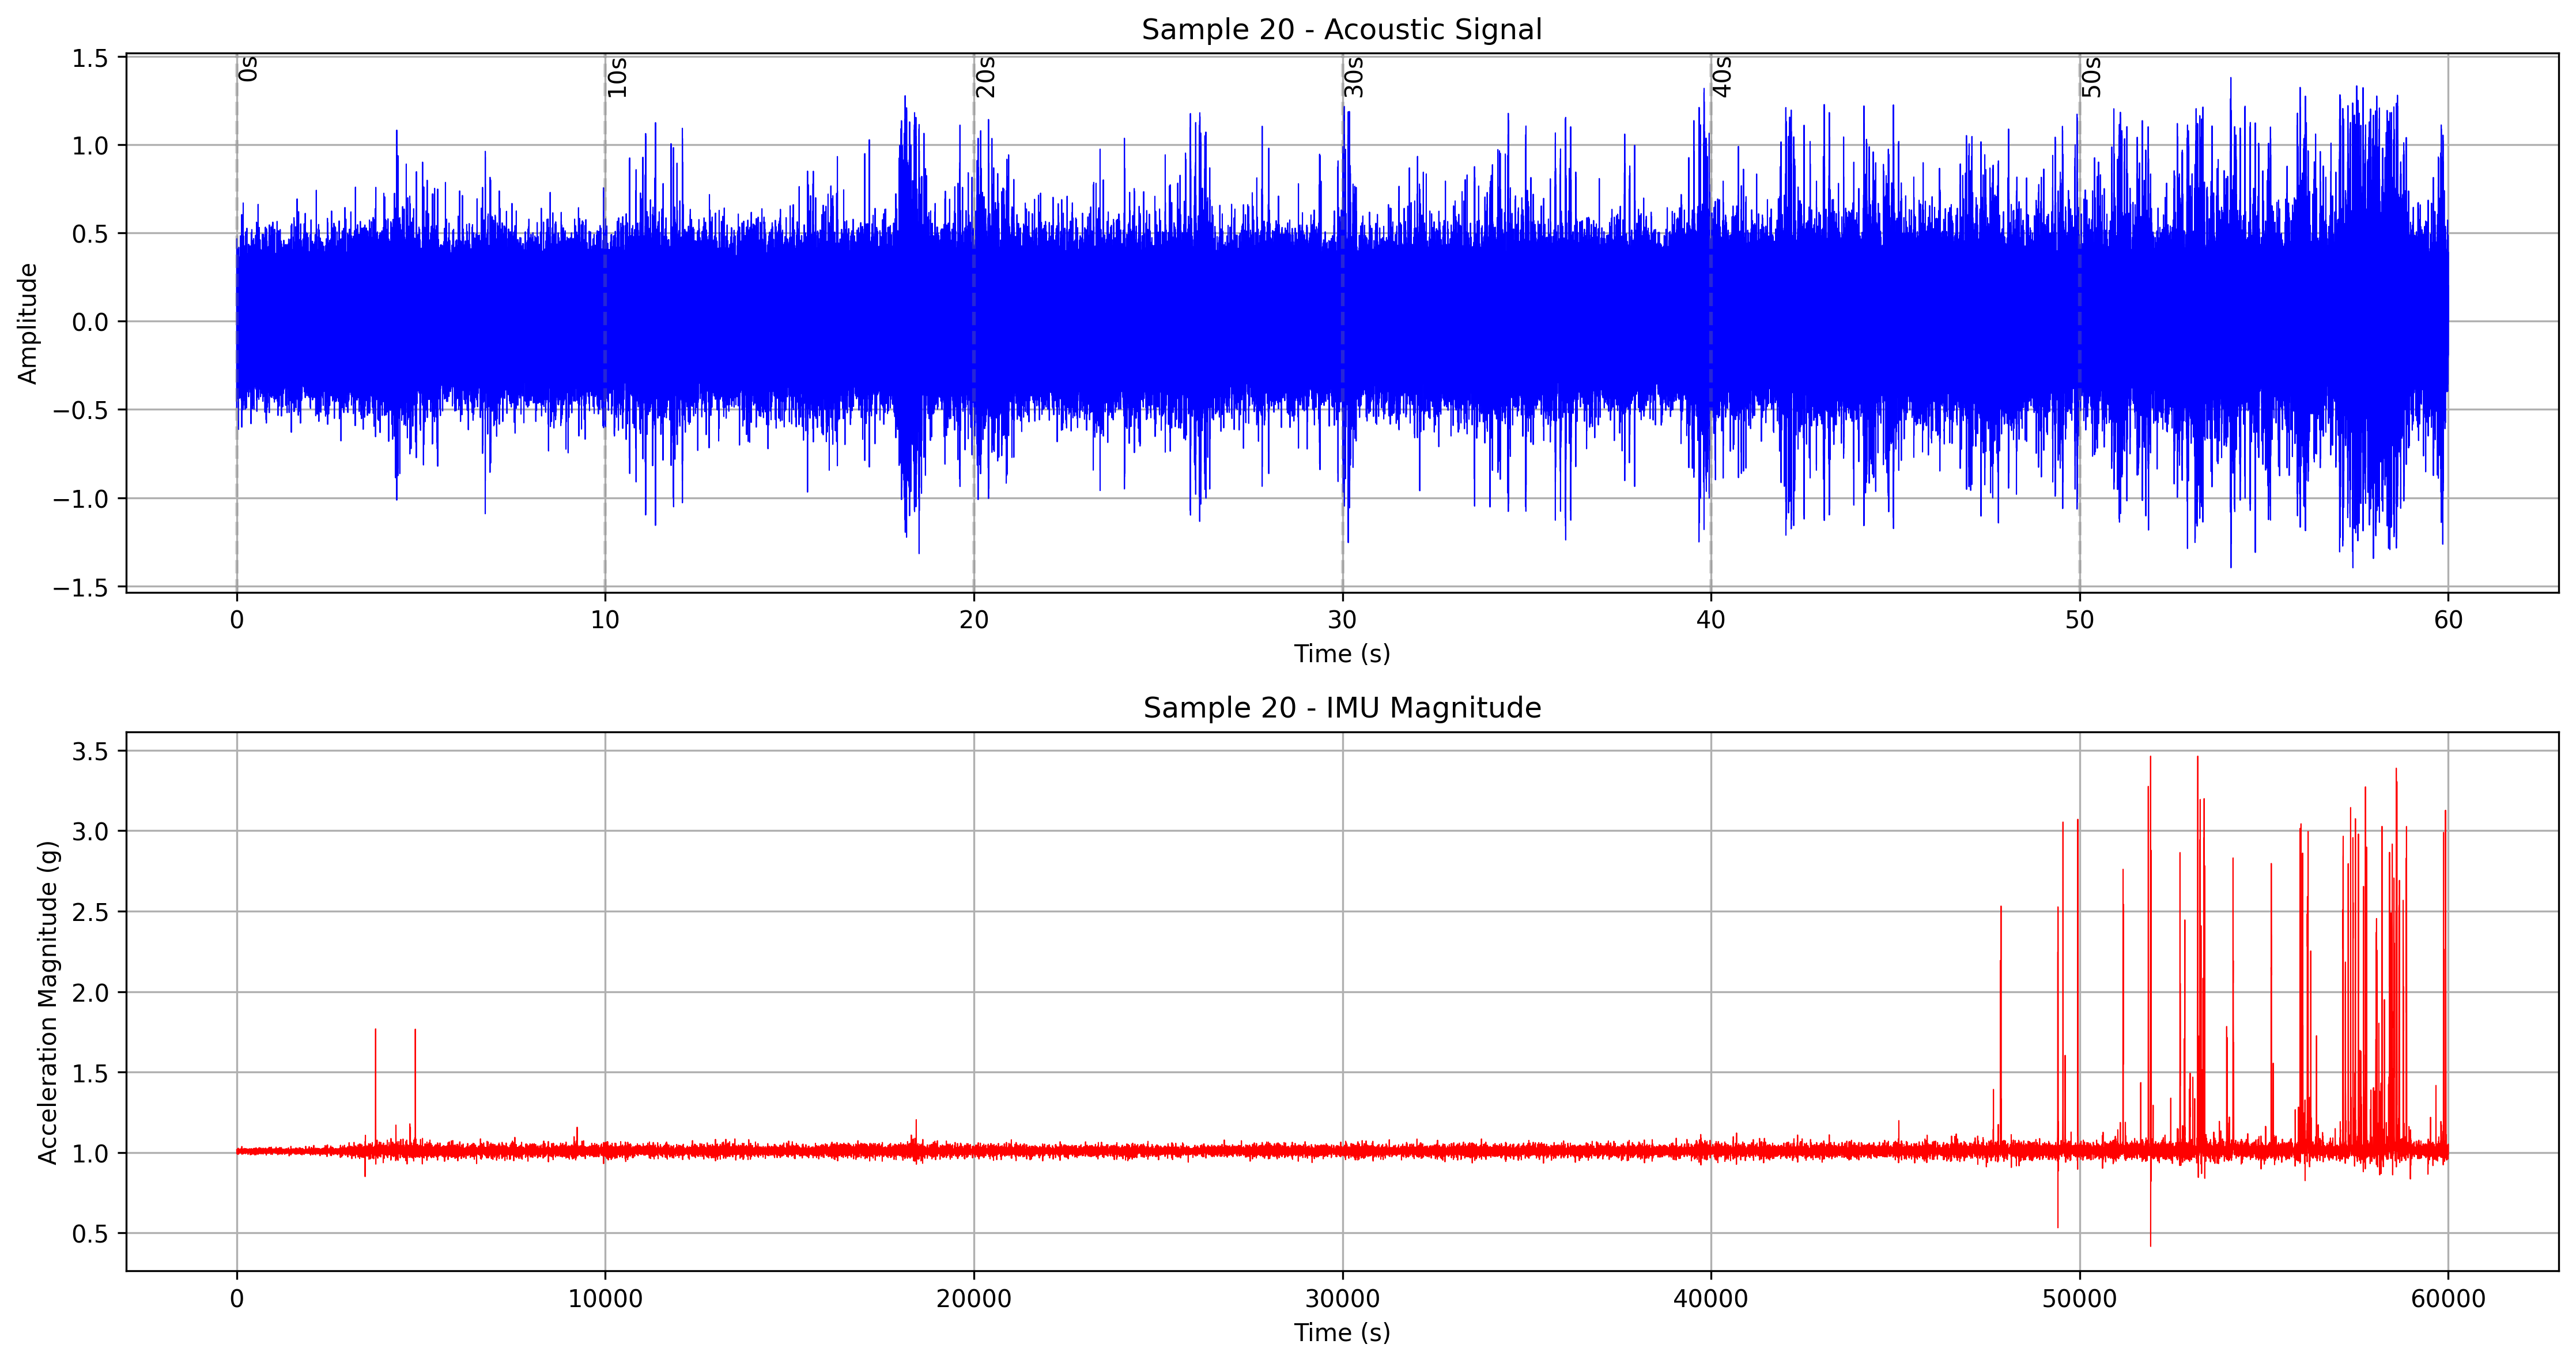 Sample 20 - Acoustic Signal
Amplitude
1.5
1.0
0.5
0.0
−0.5
−1.0
−1.5
0s
10s
20s
30s
40s
50s
0 10 20 30 40 50 60
Time (s)
Sample 20 - IMU Magnitude
Acceleration Magnitude (g)
3.5
3.0
2.5
2.0
1.5
1.0
0.5
0 10000 20000 30000 40000 50000 60000
Time (s)